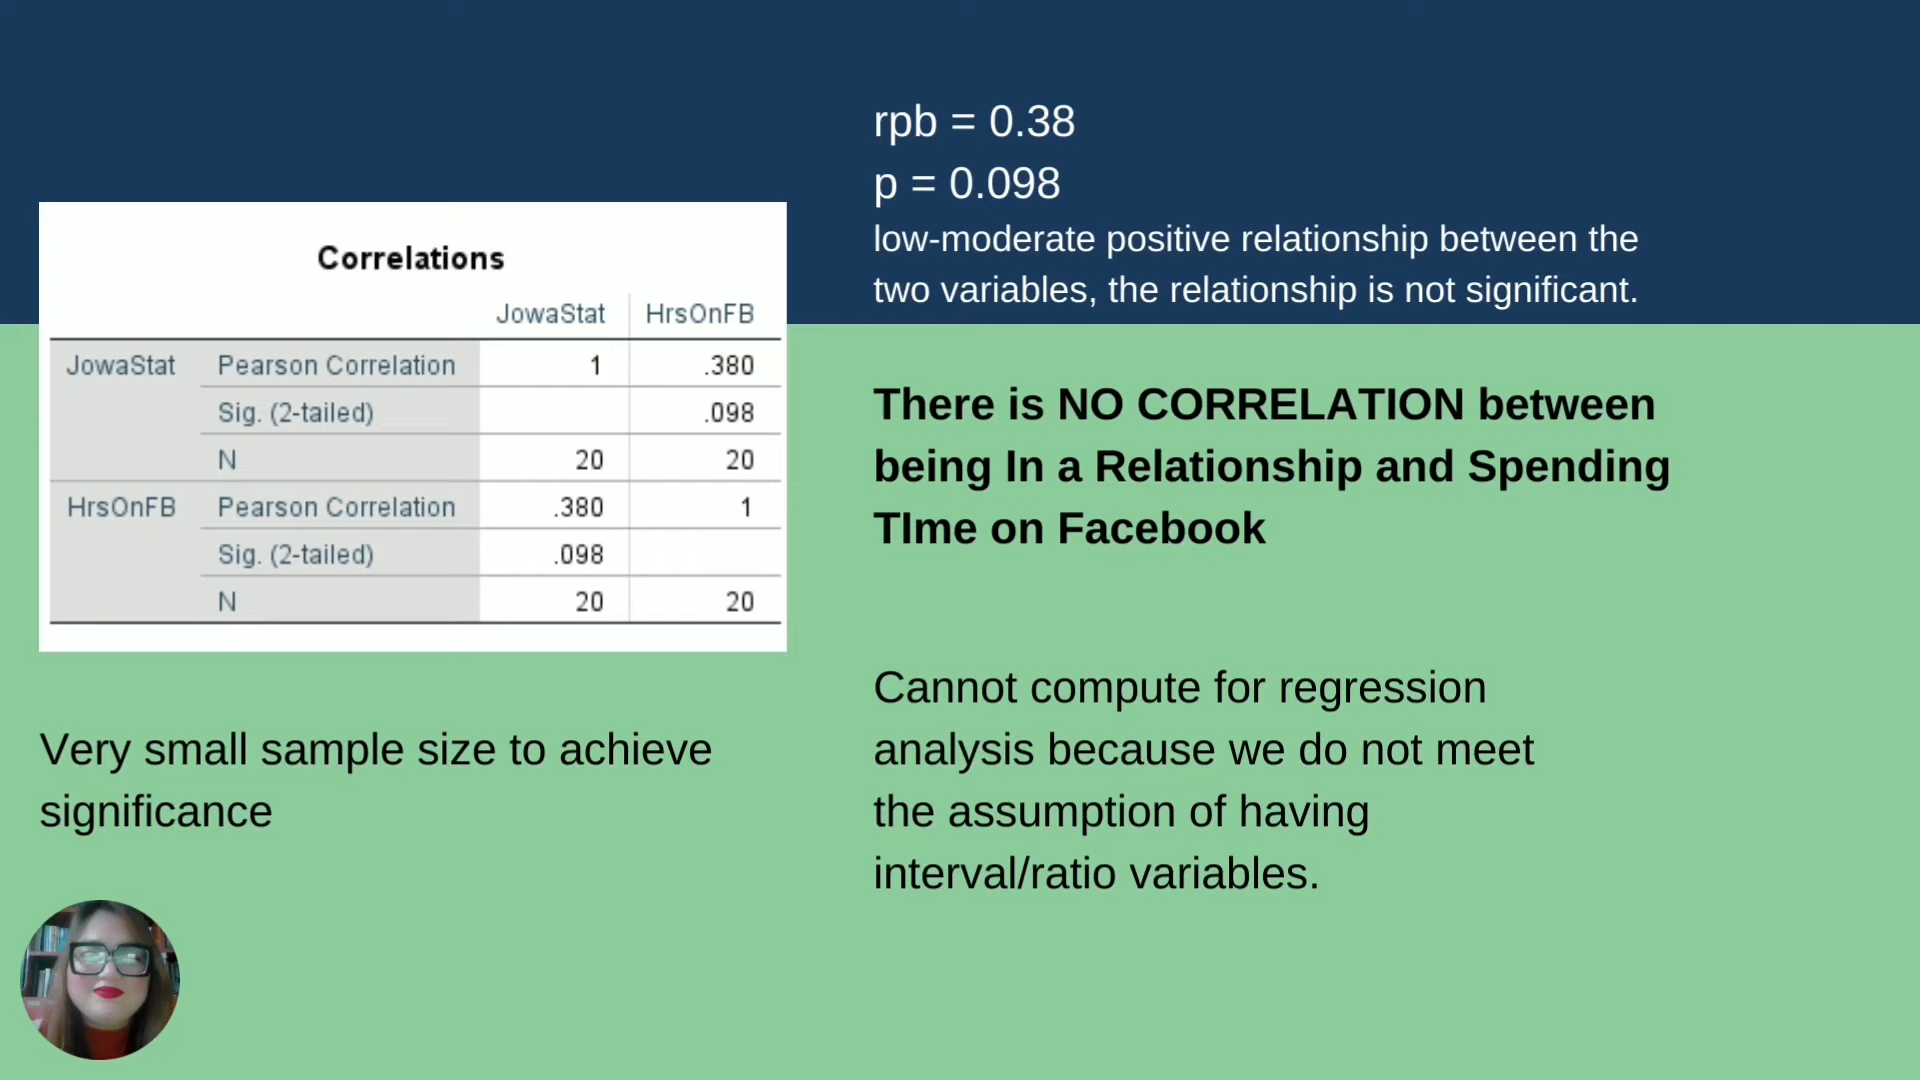 rpb = 0.38
p = 0.098
low-moderate positive relationship between the
two variables, the relationship is not significant.
Correlations
JowaStat HrsOnFB
JowaStat Pearson Correlation 1 .380
Sig. (2-tailed) .098
N 20 20
HrsOnFB Pearson Correlation .380 1
Sig. (2-tailed) .098
N 20 20
There is NO CORRELATION between
being In a Relationship and Spending
TIme on Facebook
Very small sample size to achieve
significance
Cannot compute for regression
analysis because we do not meet
the assumption of having
interval/ratio variables.